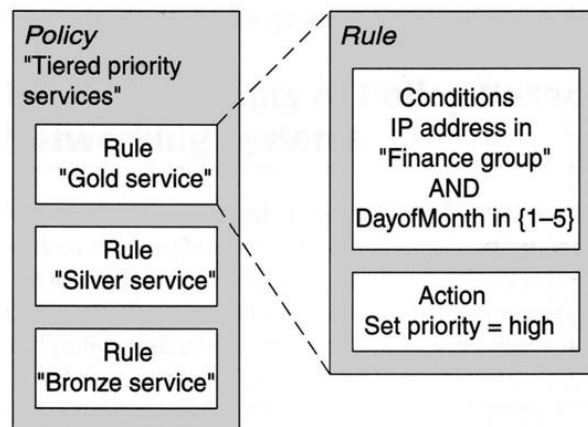 Policy
"Tiered priority
services"
Rule
"Gold service"
Rule
"Silver service"
Rule
"Bronze service"
Rule
Conditions
IP address in
"Finance group"
AND
DayofMonth in {1–5}
Action
Set priority = high